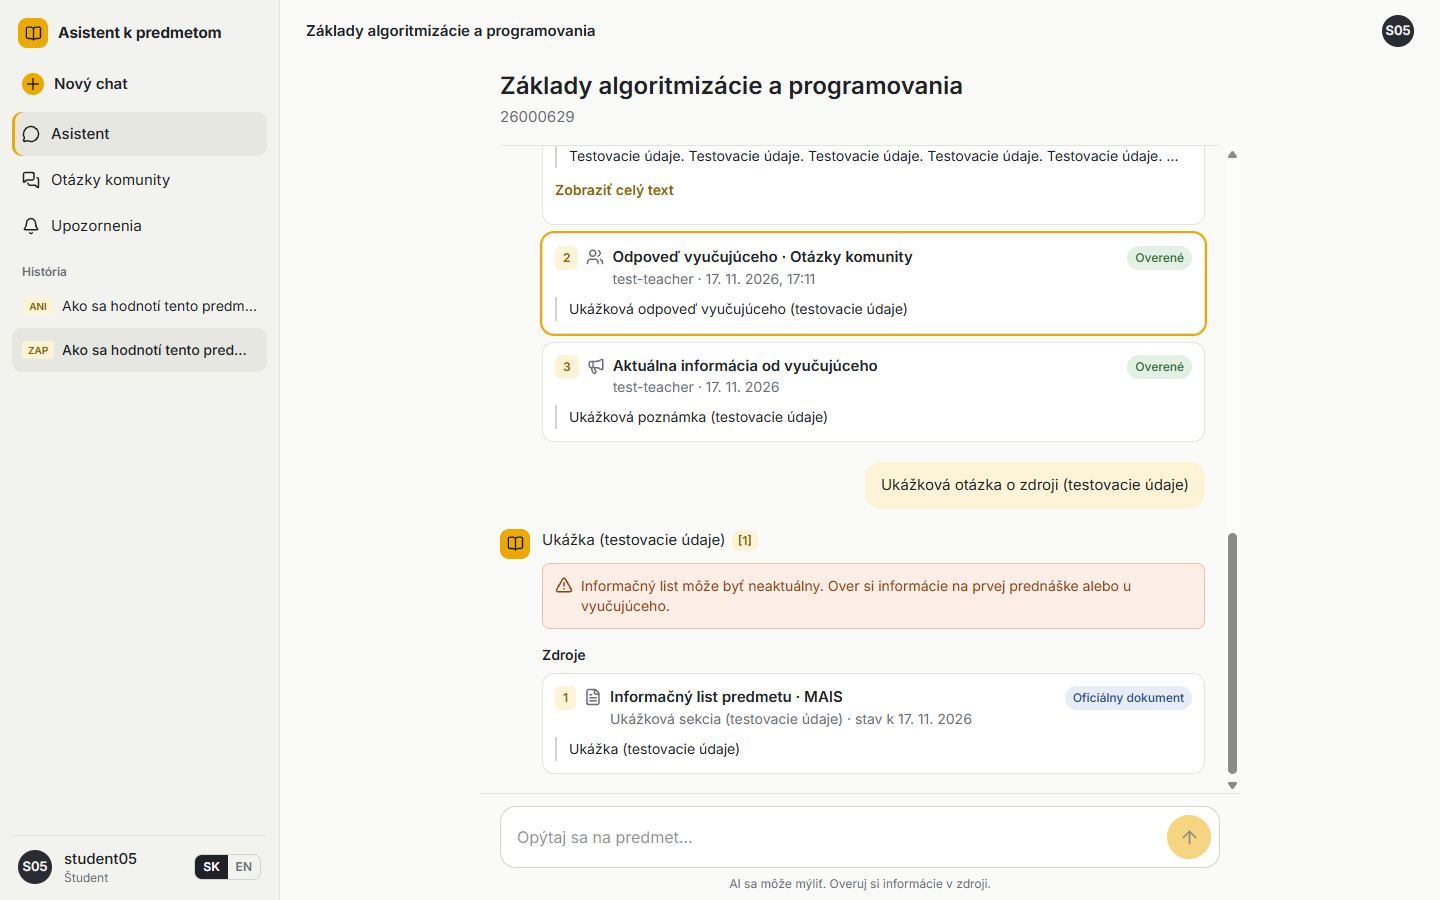 Asistent k predmetom
Nový chat
Asistent
Otázky komunity
Upozornenia
História
ANI Ako sa hodnotí tento predm...
ZAP Ako sa hodnotí tento pred...
S05 student05
Študent
SK EN
Základy algoritmizácie a programovania
S05
Základy algoritmizácie a programovania
26000629
Testovacie údaje. Testovacie údaje. Testovacie údaje. Testovacie údaje. Testovacie údaje. ...
Zobraziť celý text
2 Odpoveď vyučujúceho · Otázky komunity Overené
test-teacher · 17. 11. 2026, 17:11
Ukážková odpoveď vyučujúceho (testovacie údaje)
3 Aktuálna informácia od vyučujúceho Overené
test-teacher · 17. 11. 2026
Ukážková poznámka (testovacie údaje)
Ukážková otázka o zdroji (testovacie údaje)
Ukážka (testovacie údaje) [1]
Informačný list môže byť neaktuálny. Over si informácie na prvej prednáške alebo u
vyučujúceho.
Zdroje
1 Informačný list predmetu · MAIS Oficiálny dokument
Ukážková sekcia (testovacie údaje) · stav k 17. 11. 2026
Ukážka (testovacie údaje)
Opýtaj sa na predmet...
AI sa môže mýliť. Overuj si informácie v zdroji.